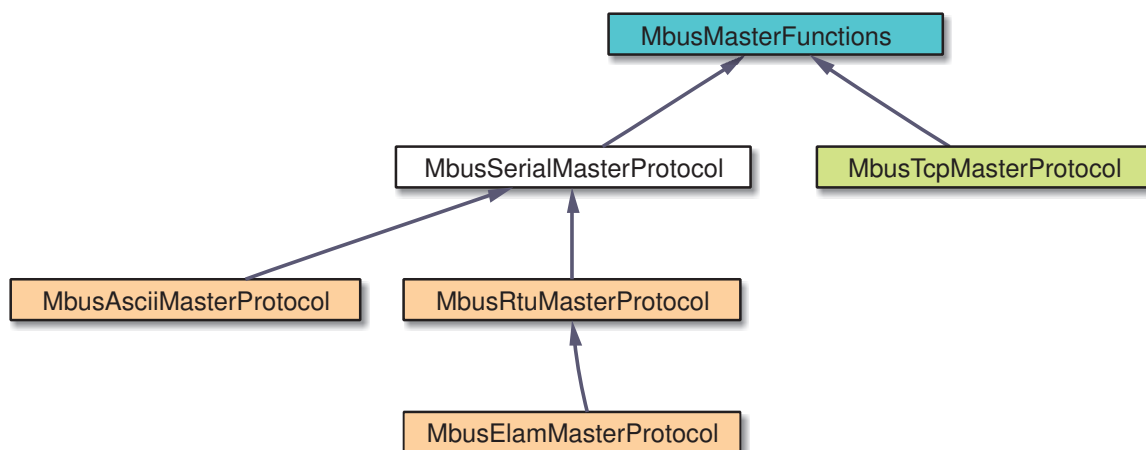 MbusMasterFunctions
MbusSerialMasterProtocol
MbusTcpMasterProtocol
MbusAsciiMasterProtocol
MbusRtuMasterProtocol
MbusElamMasterProtocol